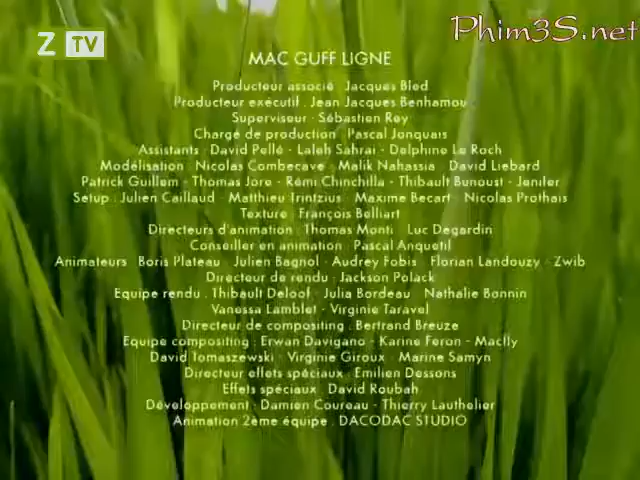 Z TV
Phim3S.net
MAC GUFF LIGNE
Producteur associé : Jacques Bled
Producteur exécutif : Jean Jacques Benhamou
Superviseur : Sébastien Rey
Chargé de production : Pascal Jonquais
Assistants : David Pellé - Laleh Sahrai - Delphine Le Roch
Modélisation : Nicolas Combecave - Malik Nahassia - David Liebard
Patrick Guillem - Thomas Jore - Rémi Chinchilla - Thibault Bunoust - Jenifer
Setup : Julien Caillaud - Matthieu Trintzius - Maxime Becart - Nicolas Prothais
Texture : François Belliart
Directeurs d'animation : Thomas Monti - Luc Degardin
Conseiller en animation : Pascal Anquetil
Animateurs : Boris Plateau - Julien Bagnol - Audrey Fobis - Florian Landouzy - Zwib
Directeur de rendu : Jackson Polack
Equipe rendu : Thibault Deloof - Julia Bordeau - Nathalie Bonnin
Vanessa Lamblet - Virginie Taravel
Directeur de compositing : Bertrand Breuze
Equipe compositing : Erwan Davigano - Karine Feron - Maclly
David Tomaszewski - Virginie Giroux - Marine Samyn
Directeur effets spéciaux : Emilien Dessons
Effets spéciaux : David Roubah
Développement : Damien Coureau - Thierry Lauthelier
Animation 2ème équipe : DACODAC STUDIO